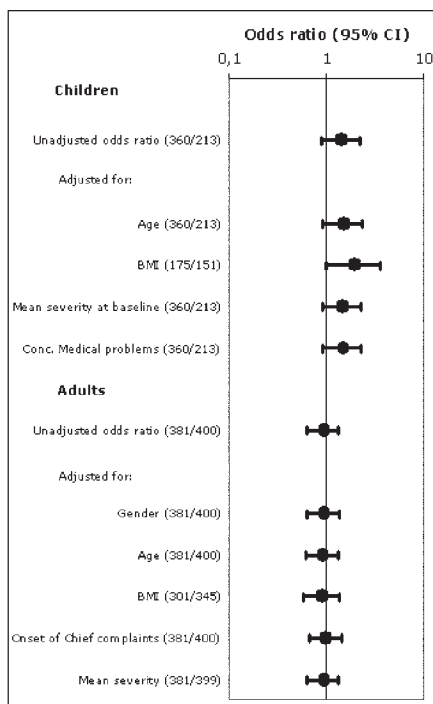 Odds ratio (95% CI)
0,1 1 10
Children
Unadjusted odds ratio (360/213)
Adjusted for:
Age (360/213)
BMI (175/151)
Mean severity at baseline (360/213)
Conc. Medical problems (360/213)
Adults
Unadjusted odds ratio (381/400)
Adjusted for:
Gender (381/400)
Age (381/400)
BMI (301/345)
Onset of Chief complaints (381/400)
Mean severity (381/399)